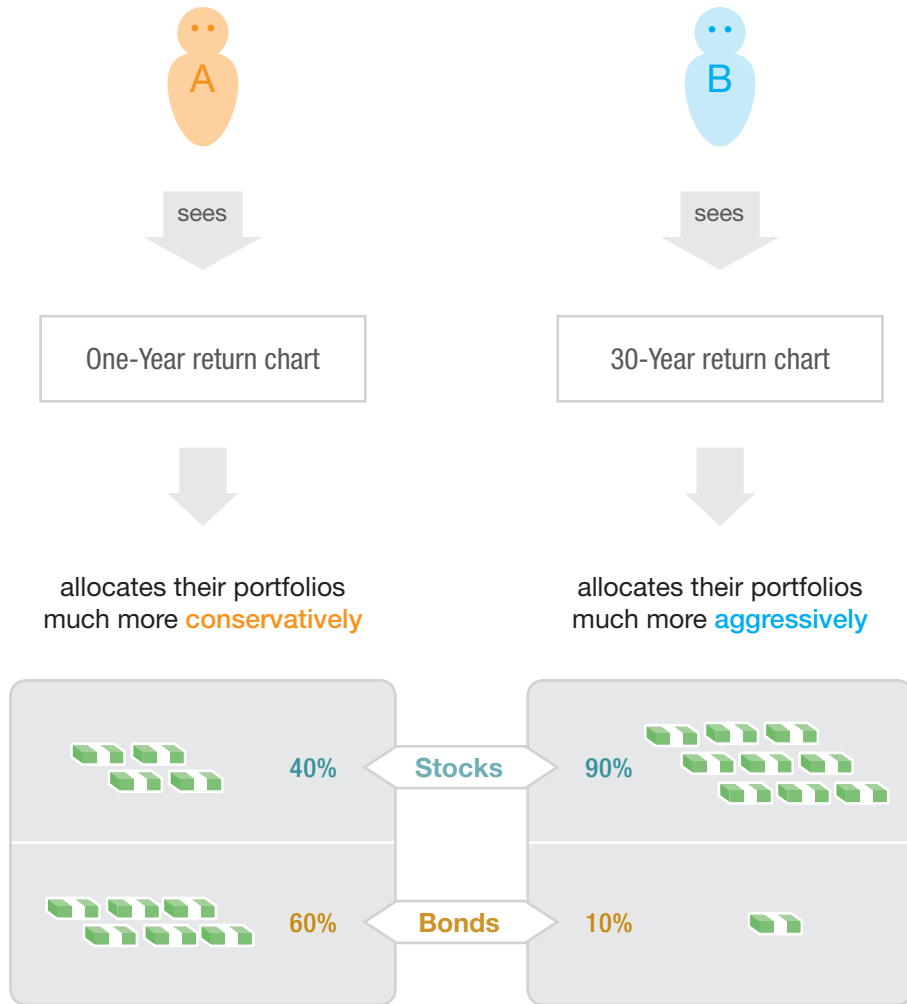 A
B
sees
sees
One-Year return chart
30-Year return chart
allocates their portfolios
much more conservatively
allocates their portfolios
much more aggressively
40%
Stocks
90%
60%
Bonds
10%